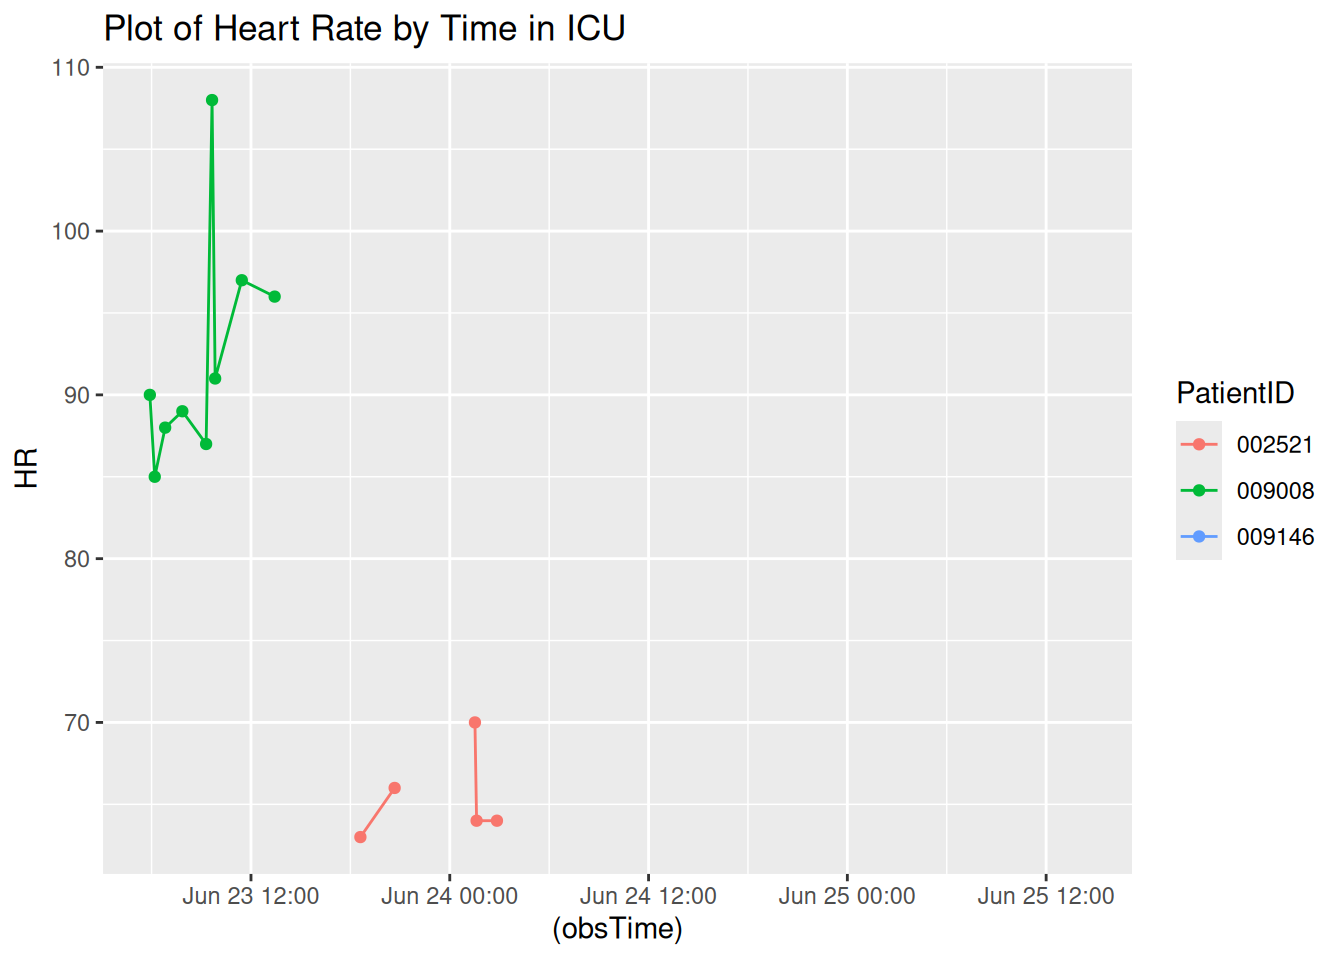 Plot of Heart Rate by Time in ICU
110
100
90
80
70
HR
Jun 23 12:00
Jun 24 00:00
Jun 24 12:00
Jun 25 00:00
Jun 25 12:00
(obsTime)
PatientID
002521
009008
009146